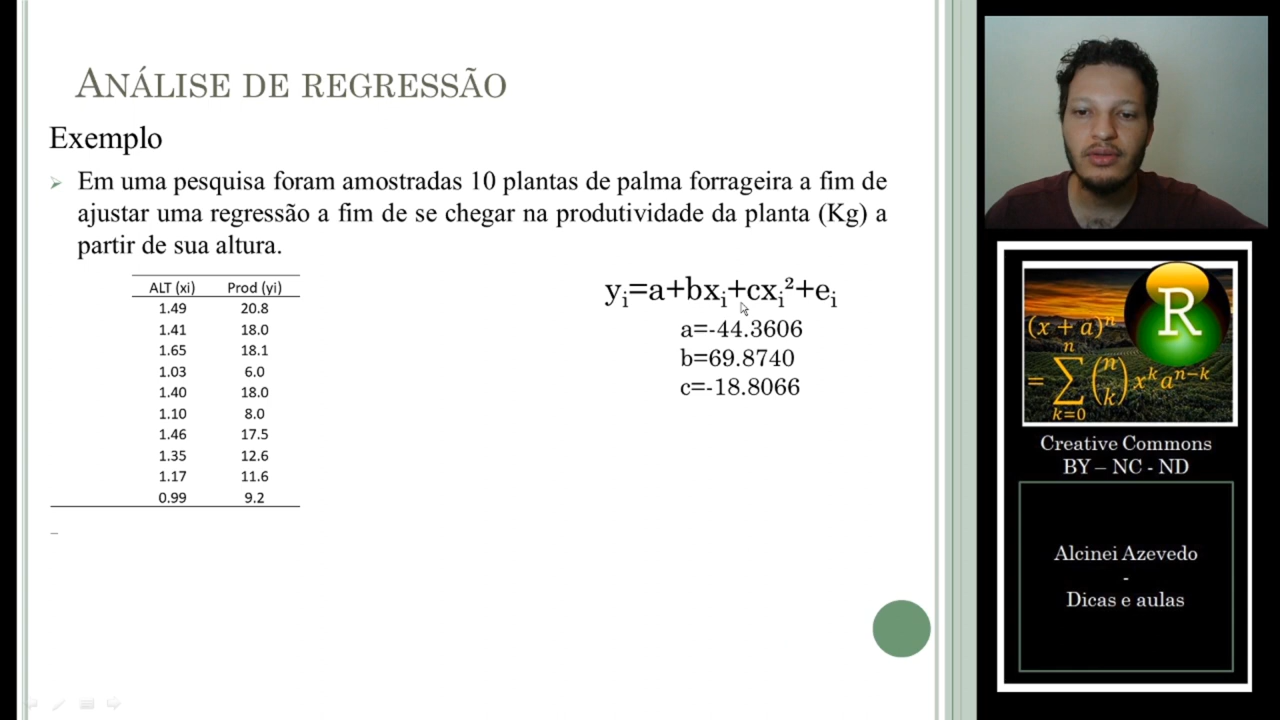 ANÁLISE DE REGRESSÃO
Exemplo
Em uma pesquisa foram amostradas 10 plantas de palma forrageira a fim de
ajustar uma regressão a fim de se chegar na produtividade da planta (Kg) a
partir de sua altura.
ALT (xi) Prod (yi)
1.49 20.8
1.41 18.0
1.65 18.1
1.03 6.0
1.40 18.0
1.10 8.0
1.46 17.5
1.35 12.6
1.17 11.6
0.99 9.2
yᵢ=a+bxᵢ+cxᵢ²+eᵢ
a=-44.3606
b=69.8740
c=-18.8066
R
(x + a)ⁿ
= ∑ₖ₌₀ⁿ (n k) xᵏaⁿ⁻ᵏ
Creative Commons
BY – NC - ND
Alcinei Azevedo
-
Dicas e aulas